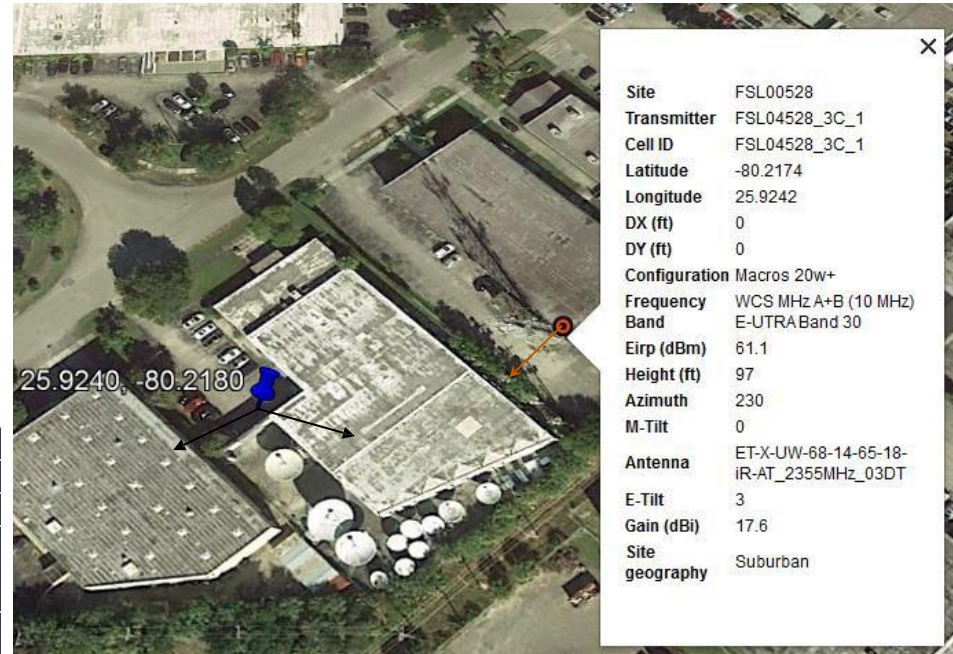 ×
Site FSL00528
Transmitter FSL04528_3C_1
Cell ID FSL04528_3C_1
Latitude -80.2174
Longitude 25.9242
DX (ft) 0
DY (ft) 0
Configuration Macros 20w+
Frequency WCS MHz A+B (10 MHz)
Band E-UTRA Band 30
Eirp (dBm) 61.1
Height (ft) 97
Azimuth 230
M-Tilt 0
Antenna ET-X-UW-68-14-65-18-
iR-AT_2355MHz_03DT
E-Tilt 3
Gain (dBi) 17.6
Site
geography Suburban
25.9240, -80.2180